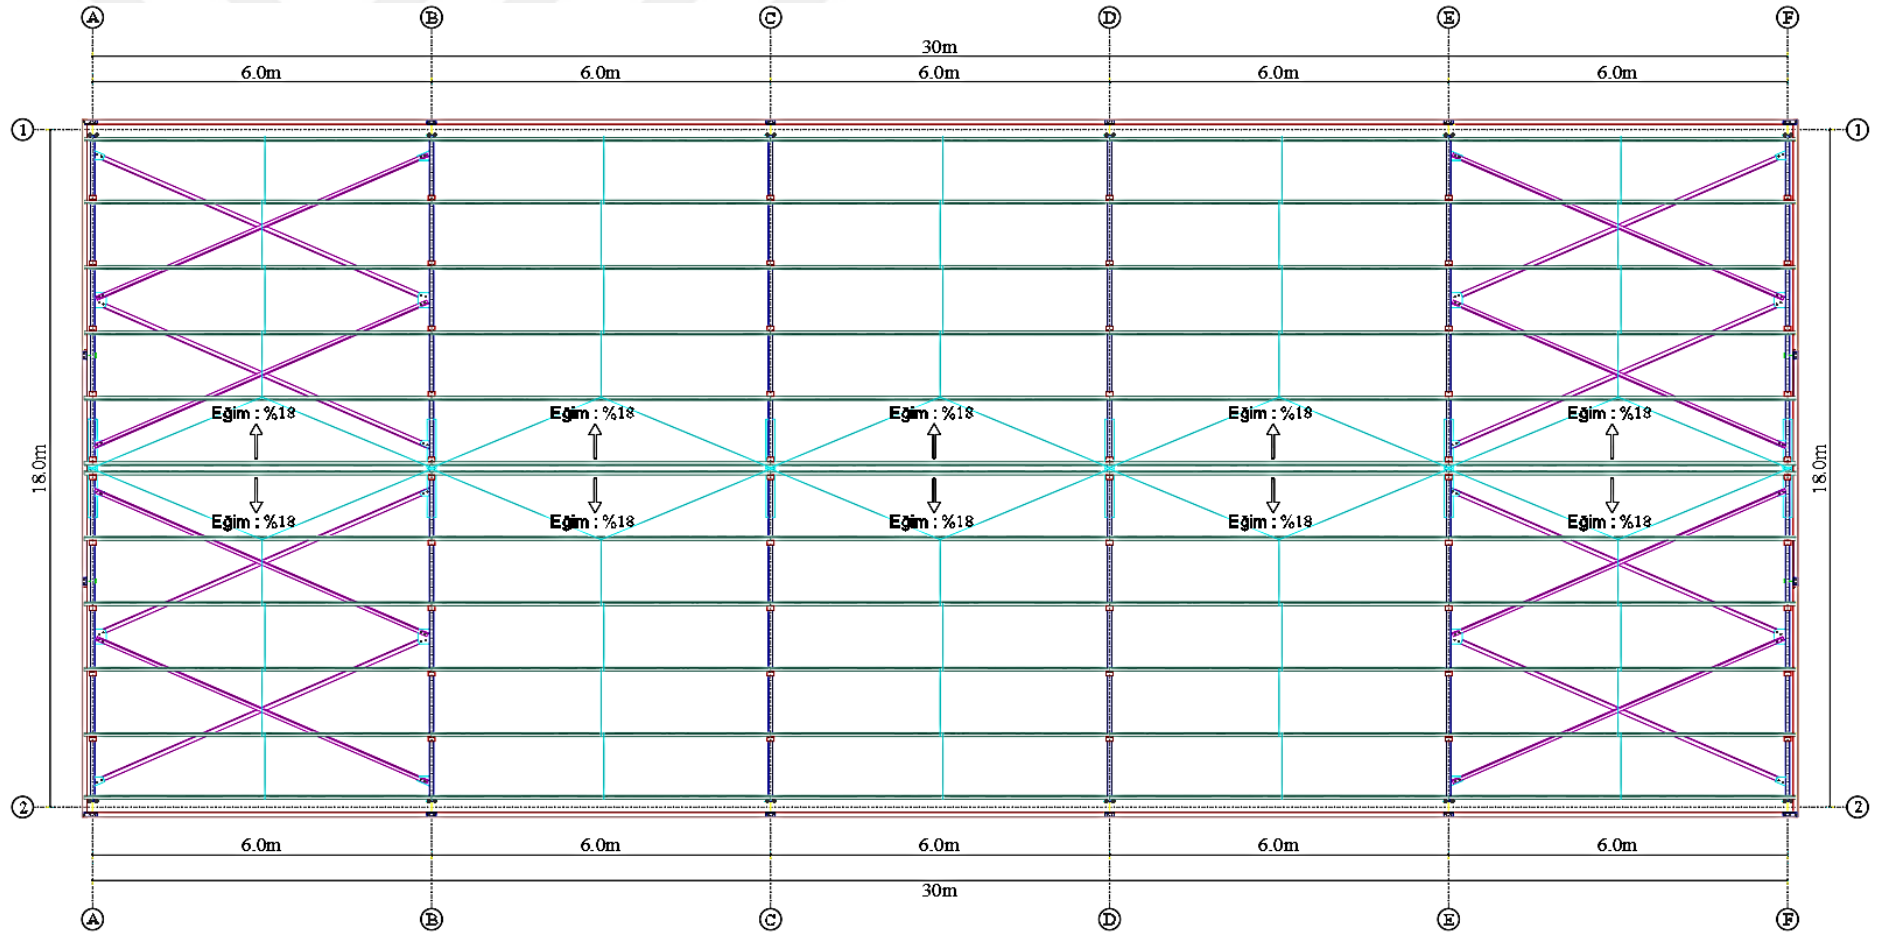 A B C D E F
30m
6.0m 6.0m 6.0m 6.0m 6.0m
1 1
Eğim : %18 Eğim : %18 Eğim : %18 Eğim : %18 Eğim : %18
18.0m 18.0m
Eğim : %18 Eğim : %18 Eğim : %18 Eğim : %18 Eğim : %18
2 2
6.0m 6.0m 6.0m 6.0m 6.0m
30m
A B C D E F